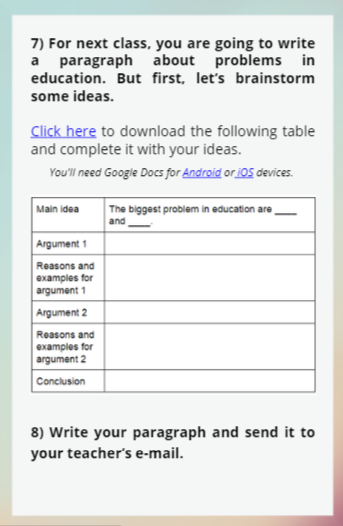 7) For next class, you are going to write
a paragraph about problems in
education. But first, let's brainstorm
some ideas.
Click here to download the following table
and complete it with your ideas.
You'll need Google Docs for Android or iOS devices.
Main idea
The biggest problem in education are ____
and ____.
Argument 1
Reasons and
examples for
argument 1
Argument 2
Reasons and
examples for
argument 2
Conclusion
8) Write your paragraph and send it to
your teacher's e-mail.